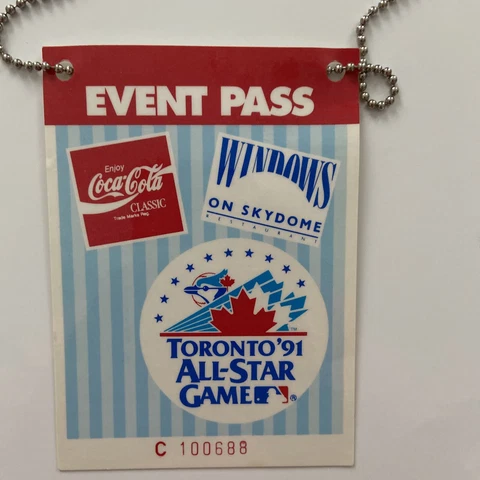 EVENT PASS
Enjoy
Coca-Cola
CLASSIC
Trade Mark Reg.
WINDOWS
ON SKYDOME
RESTAURANT
TORONTO '91
ALL-STAR
GAME ®
TM
C 100688